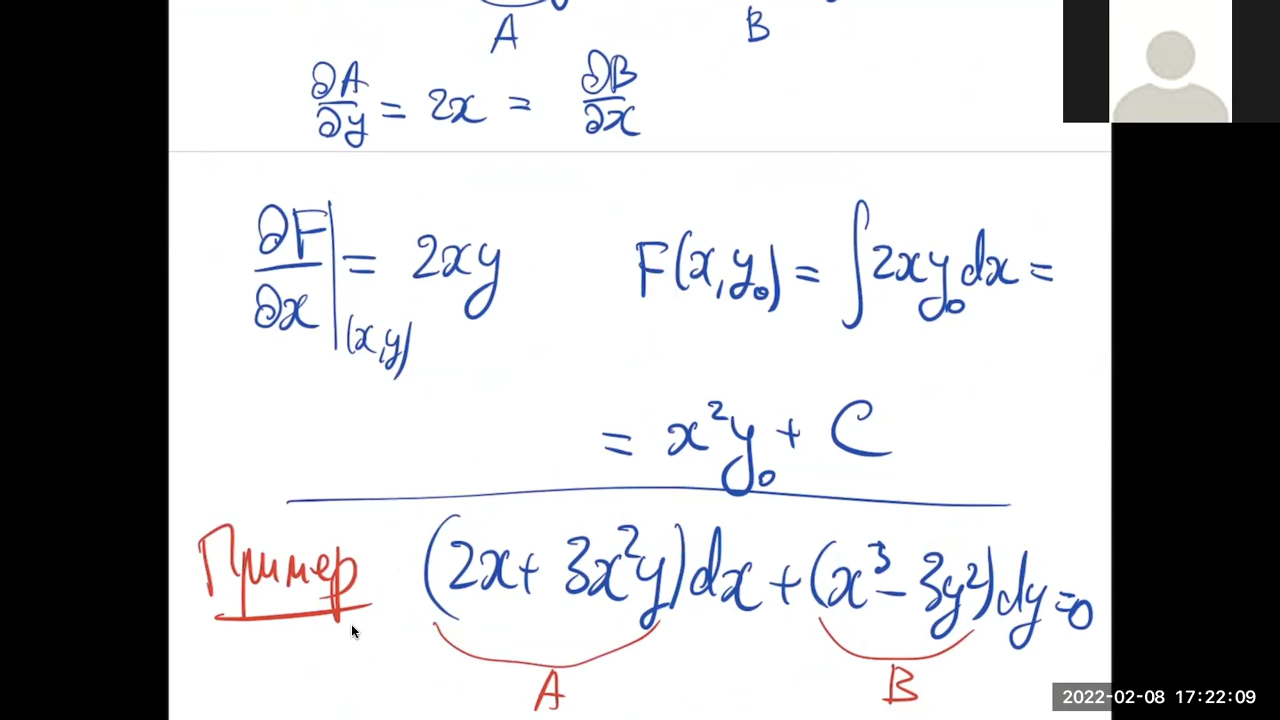 A B
∂A/∂y = 2x = ∂B/∂x
∂F/∂x|(x,y) = 2xy F(x,y₀) = ∫2xy₀dx =
= x²y₀ + C
Пример (2x + 3x²y)dx + (x³ - 3y²)dy = 0
A B
2022-02-08 17:22:09